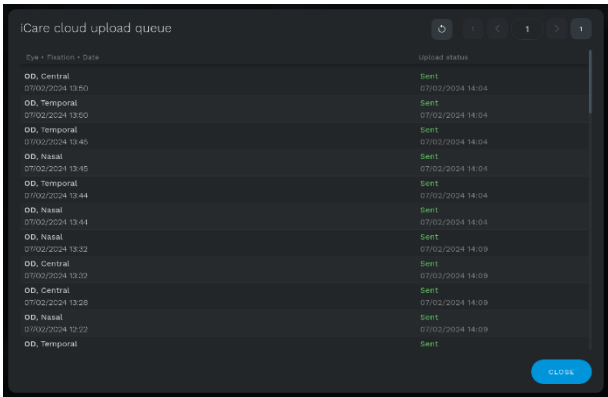 iCare cloud upload queue
1 1 1
Eye • Fixation • Date Upload status
OD, Central Sent
07/02/2024 13:50 07/02/2024 14:04
OD, Temporal Sent
07/02/2024 13:50 07/02/2024 14:04
OD, Temporal Sent
07/02/2024 13:45 07/02/2024 14:04
OD, Nasal Sent
07/02/2024 13:45 07/02/2024 14:04
OD, Temporal Sent
07/02/2024 13:44 07/02/2024 14:04
OD, Nasal Sent
07/02/2024 13:44 07/02/2024 14:04
OD, Nasal Sent
07/02/2024 13:32 07/02/2024 14:09
OD, Central Sent
07/02/2024 13:32 07/02/2024 14:09
OD, Central Sent
07/02/2024 13:28 07/02/2024 14:09
OD, Nasal Sent
07/02/2024 12:22 07/02/2024 14:09
OD, Temporal Sent
CLOSE